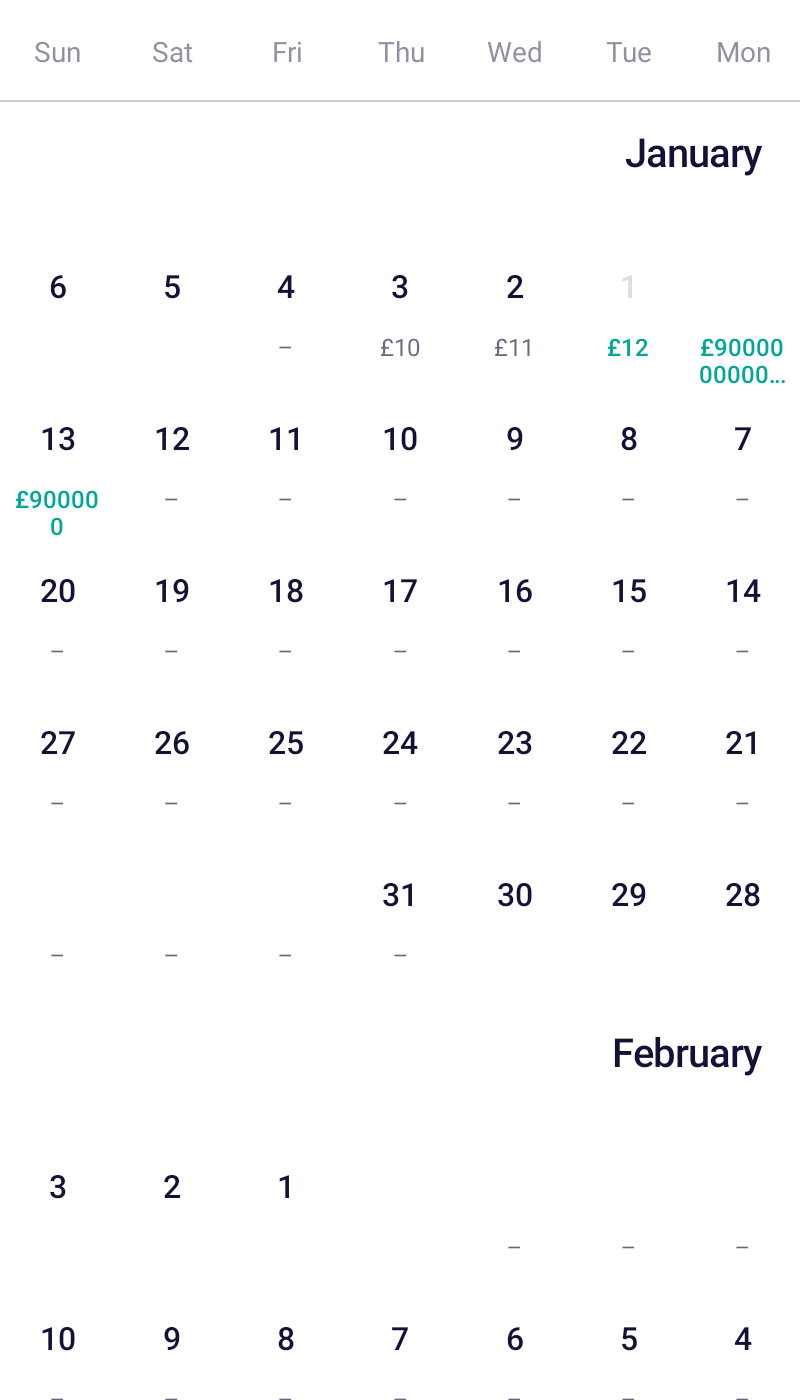 Sun Sat Fri Thu Wed Tue Mon
January
6 5 4 3 2 1
– £10 £11 £12 £90000
00000...
13 12 11 10 9 8 7
£90000 – – – – – –
0
20 19 18 17 16 15 14
– – – – – – –
27 26 25 24 23 22 21
– – – – – – –
31 30 29 28
– – – –
February
3 2 1
– – –
10 9 8 7 6 5 4
– – – – – – –